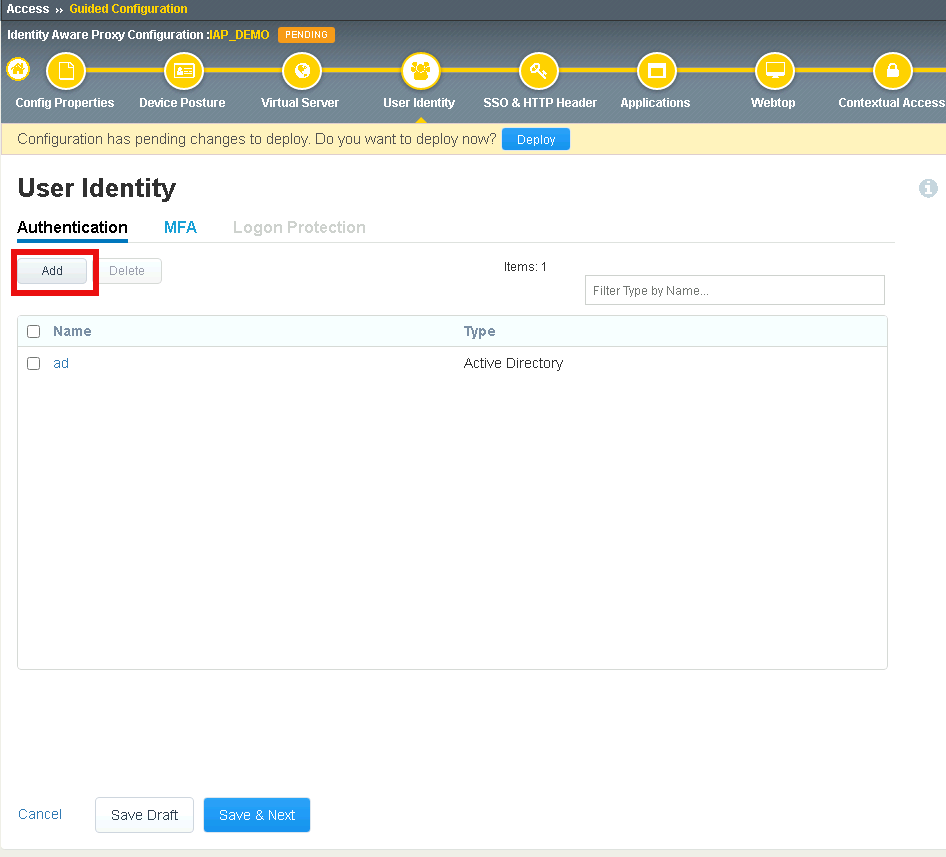 Access ›› Guided Configuration
Identity Aware Proxy Configuration :IAP_DEMO PENDING
Config Properties Device Posture Virtual Server User Identity SSO & HTTP Header Applications Webtop Contextual Access
Configuration has pending changes to deploy. Do you want to deploy now? Deploy
User Identity
Authentication MFA Logon Protection
Add Delete Items: 1
Filter Type by Name...
Name Type
ad Active Directory
Cancel Save Draft Save & Next